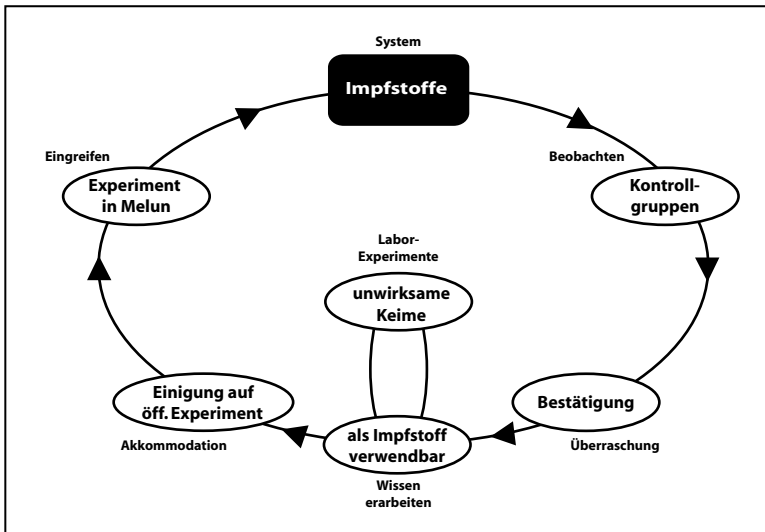 System
Impfstoffe
Eingreifen
Beobachten
Experiment
in Melun
Kontroll-
gruppen
Labor-
Experimente
unwirksame
Keime
Einigung auf
öff. Experiment
Bestätigung
als Impfstoff
verwendbar
Akkommodation
Überraschung
Wissen
erarbeiten